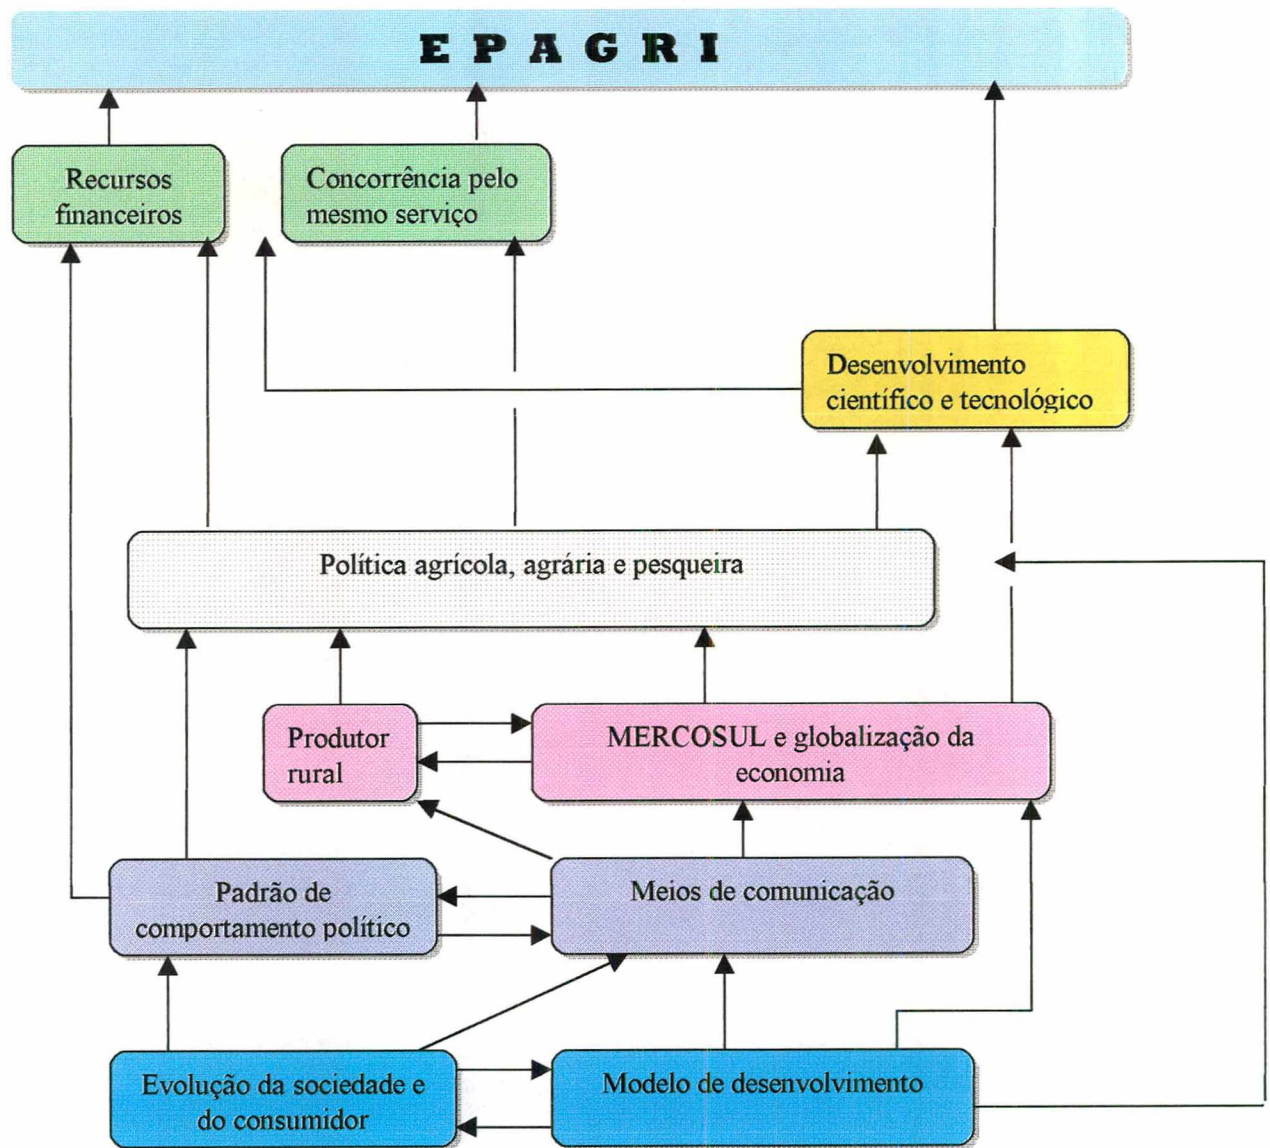 E P A G R I
Recursos
financeiros
Concorrência pelo
mesmo serviço
Desenvolvimento
científico e tecnológico
Política agrícola, agrária e pesqueira
Produtor
rural
MERCOSUL e globalização da
economia
Padrão de
comportamento político
Meios de comunicação
Evolução da sociedade e
do consumidor
Modelo de desenvolvimento